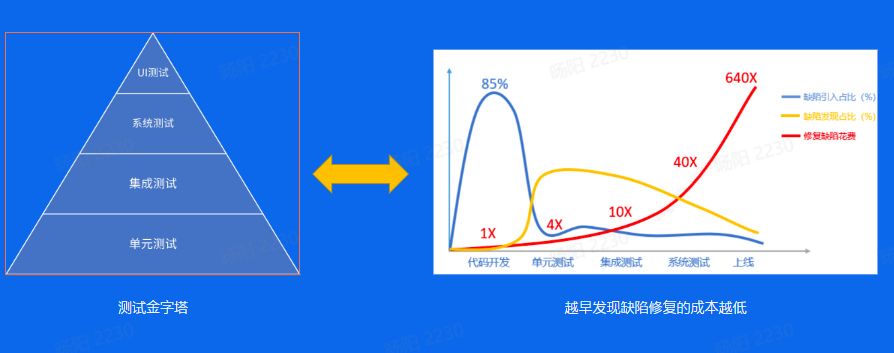 UI测试
系统测试
集成测试
单元测试
测试金字塔
85%
640X
40X
10X
4X
1X
缺陷引入占比（%）
缺陷发现占比（%）
修复缺陷花费
代码开发 单元测试 集成测试 系统测试 上线
越早发现缺陷修复的成本越低
旸阳 2230